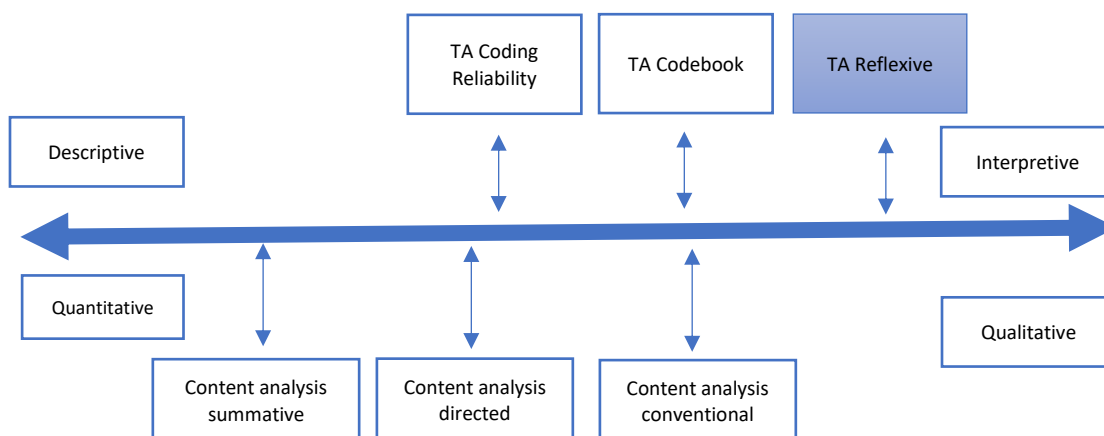 TA Coding
Reliability
TA Codebook
TA Reflexive
Descriptive
Interpretive
Quantitative
Qualitative
Content analysis
summative
Content analysis
directed
Content analysis
conventional